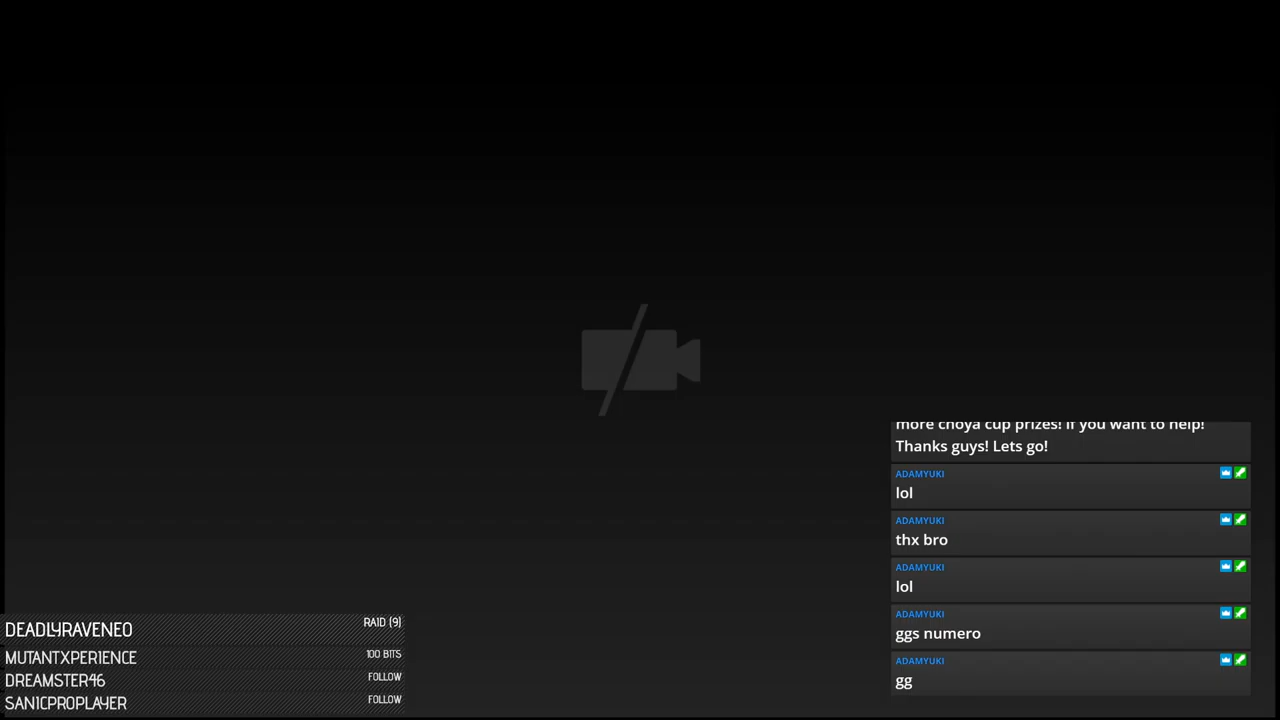 more choya cup prizes! if you want to help!
Thanks guys! Lets go!
ADAMYUKI
lol
ADAMYUKI
thx bro
ADAMYUKI
lol
ADAMYUKI
ggs numero
ADAMYUKI
gg
DEADLYRAVENEO RAID (9)
MUTANTXPERIENCE 100 BITS
DREAMSTER46 FOLLOW
SANICPROPLAYER FOLLOW